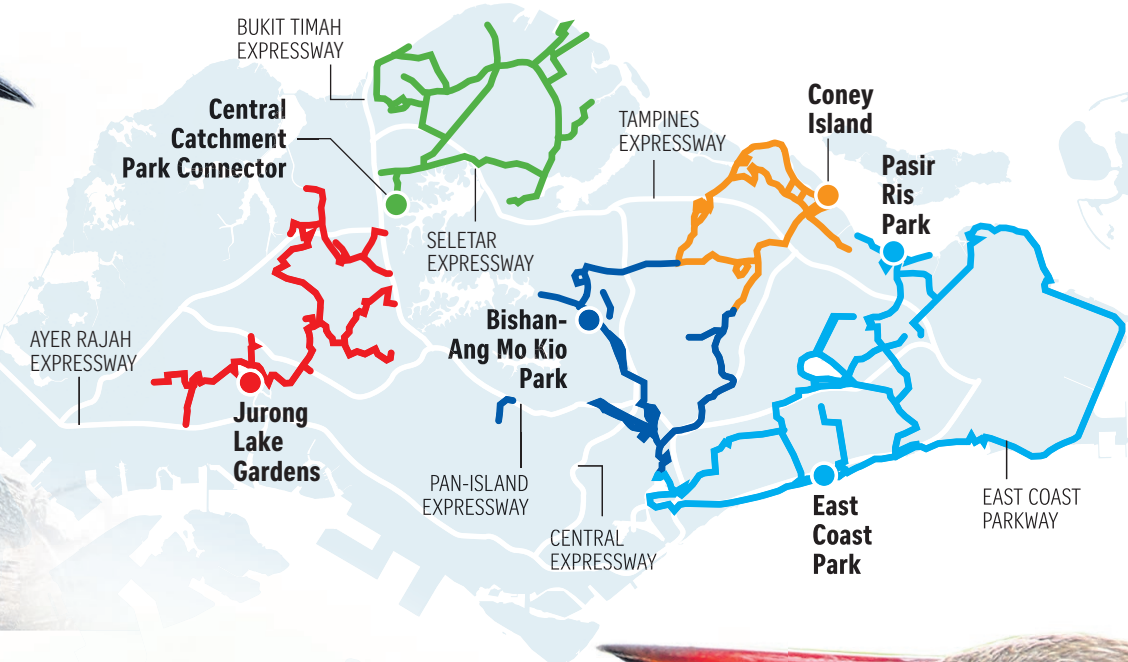 BUKIT TIMAH
EXPRESSWAY
Central
Catchment
Park Connector
TAMPINES
EXPRESSWAY
Coney
Island
Pasir
Ris
Park
SELETAR
EXPRESSWAY
AYER RAJAH
EXPRESSWAY
Bishan-
Ang Mo Kio
Park
Jurong
Lake
Gardens
PAN-ISLAND
EXPRESSWAY
CENTRAL
EXPRESSWAY
East
Coast
Park
EAST COAST
PARKWAY